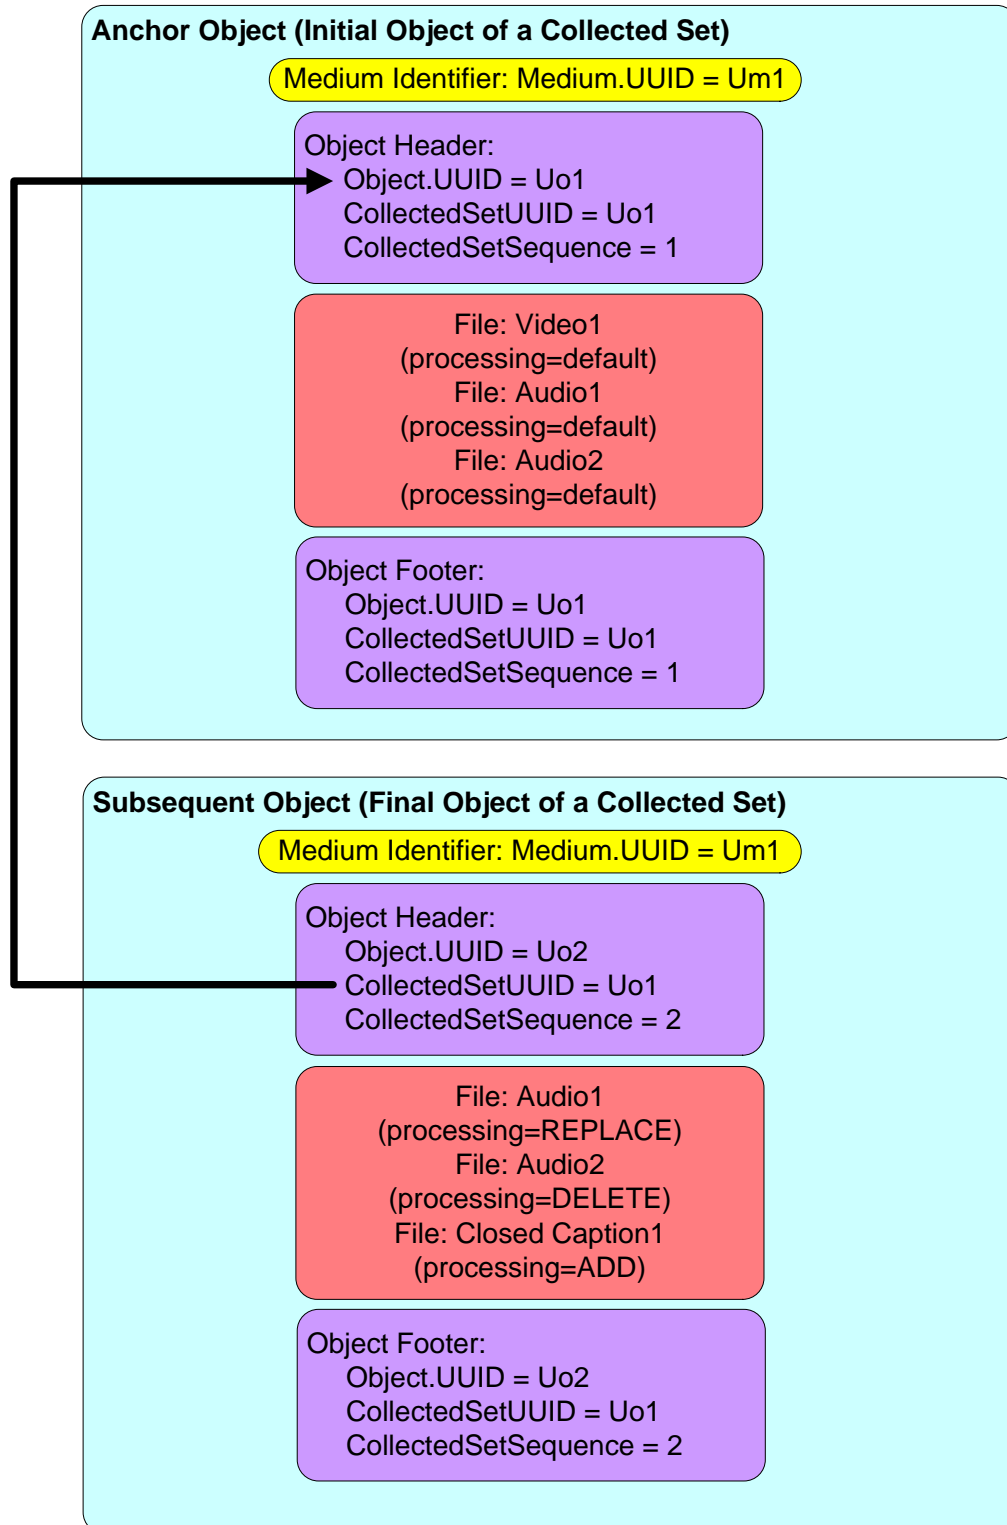 Anchor Object (Initial Object of a Collected Set)
Medium Identifier: Medium.UUID = Um1
Object Header:
Object.UUID = Uo1
CollectedSetUUID = Uo1
CollectedSetSequence = 1
File: Video1
(processing=default)
File: Audio1
(processing=default)
File: Audio2
(processing=default)
Object Footer:
Object.UUID = Uo1
CollectedSetUUID = Uo1
CollectedSetSequence = 1
Subsequent Object (Final Object of a Collected Set)
Medium Identifier: Medium.UUID = Um1
Object Header:
Object.UUID = Uo2
CollectedSetUUID = Uo1
CollectedSetSequence = 2
File: Audio1
(processing=REPLACE)
File: Audio2
(processing=DELETE)
File: Closed Caption1
(processing=ADD)
Object Footer:
Object.UUID = Uo2
CollectedSetUUID = Uo1
CollectedSetSequence = 2